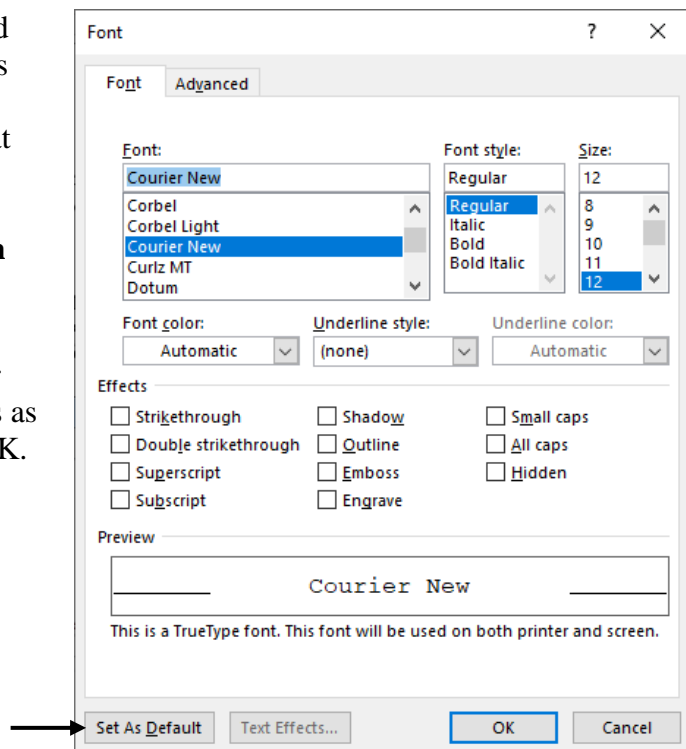 Font ?
Font Advanced
Font: Font style: Size:
Courier New Regular 12
Corbel Regular 8
Corbel Light Italic 9
Courier New Bold 10
Curlz MT Bold Italic 11
Dotum 12
Font color: Underline style: Underline color:
Automatic (none) Automatic
s as
K.
Effects
Strikethrough Shadow Small caps
Double strikethrough Outline All caps
Superscript Emboss Hidden
Subscript Engrave
Preview
Courier New
This is a TrueType font. This font will be used on both printer and screen.
Set As Default Text Effects... OK Cancel